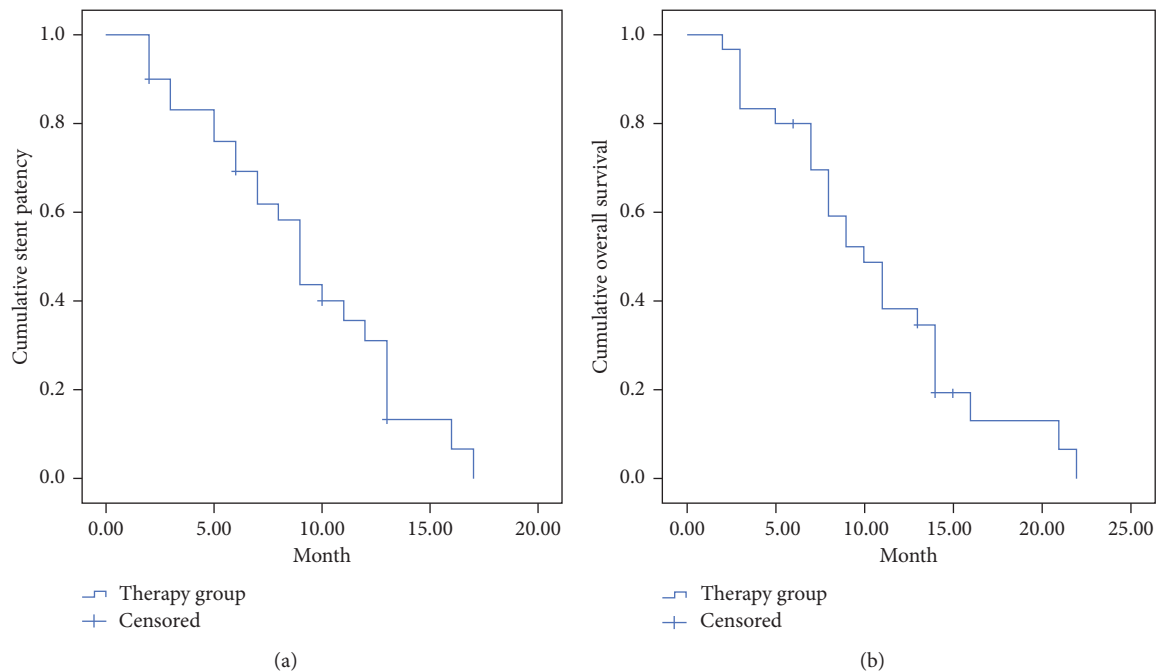 1.0
0.8
0.6
0.4
0.2
0.0
Cumulative stent patency
0.00 5.00 10.00 15.00 20.00
Month
Therapy group
Censored
(a)
1.0
0.8
0.6
0.4
0.2
0.0
Cumulative overall survival
0.00 5.00 10.00 15.00 20.00 25.00
Month
Therapy group
Censored
(b)